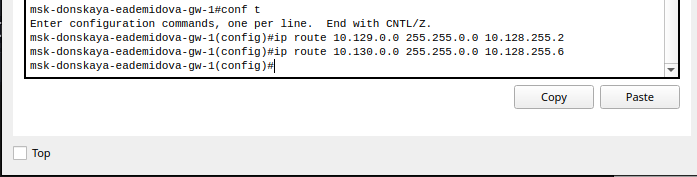 msk-donskaya-eademidova-gw-1#conf t
Enter configuration commands, one per line.  End with CNTL/Z.
msk-donskaya-eademidova-gw-1(config)#ip route 10.129.0.0 255.255.0.0 10.128.255.2
msk-donskaya-eademidova-gw-1(config)#ip route 10.130.0.0 255.255.0.0 10.128.255.6
msk-donskaya-eademidova-gw-1(config)#
Copy Paste
Top